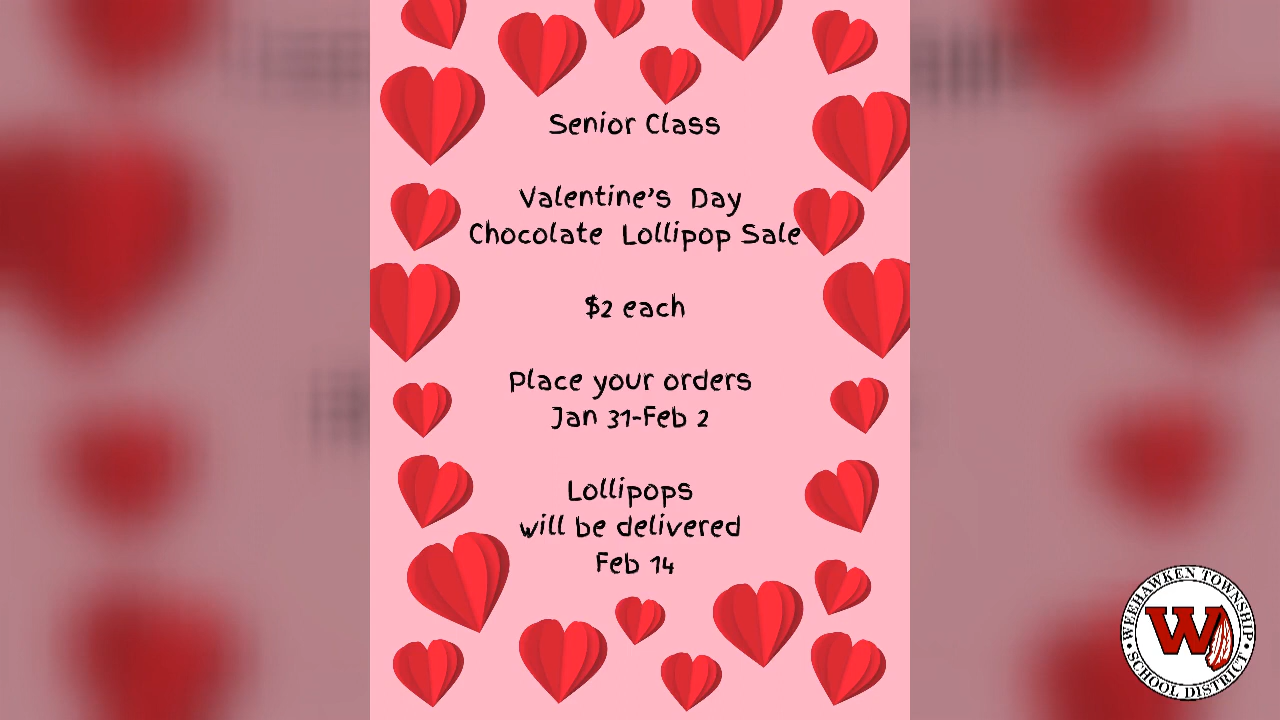 Senior Class
Valentine's Day
Chocolate Lollipop Sale
$2 each
Place your orders
Jan 31-Feb 2
Lollipops
will be delivered
Feb 14
WEEHAWKEN TOWNSHIP
W
SCHOOL DISTRICT